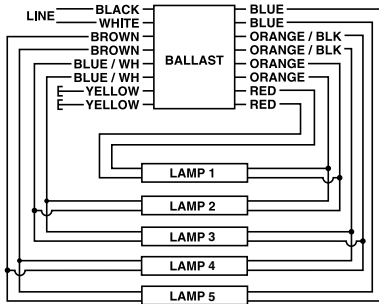 LINE
BLACK
WHITE
BROWN
BROWN
BLUE / WH
BLUE / WH
YELLOW
YELLOW
BALLAST
BLUE
BLUE
ORANGE / BLK
ORANGE / BLK
ORANGE
ORANGE
RED
RED
LAMP 1
LAMP 2
LAMP 3
LAMP 4
LAMP 5